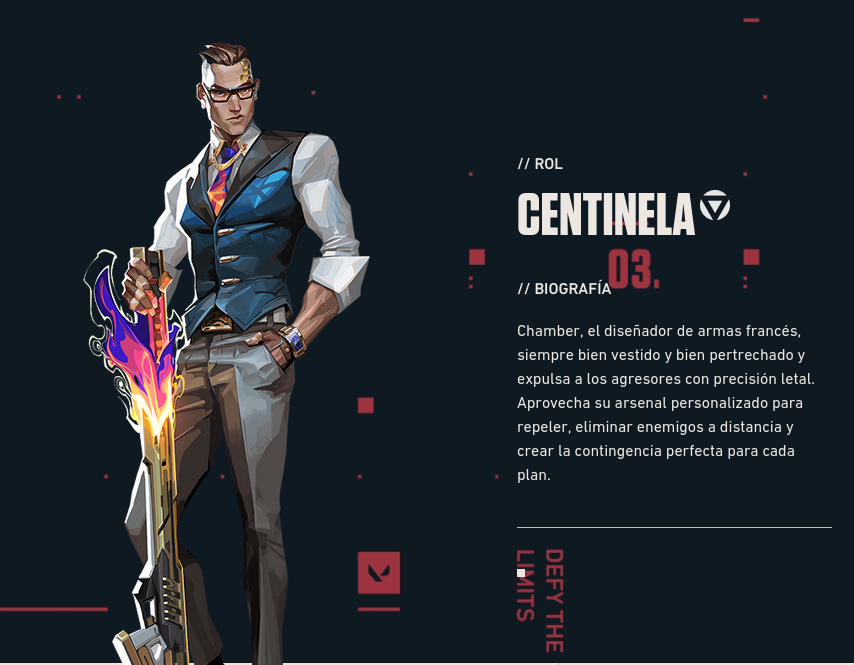 // ROL
CENTINELA
03.
// BIOGRAFÍA
Chamber, el diseñador de armas francés,
siempre bien vestido y bien pertrechado y
expulsa a los agresores con precisión letal.
Aprovecha su arsenal personalizado para
repeler, eliminar enemigos a distancia y
crear la contingencia perfecta para cada
plan.
DEFY THE
LIMITS